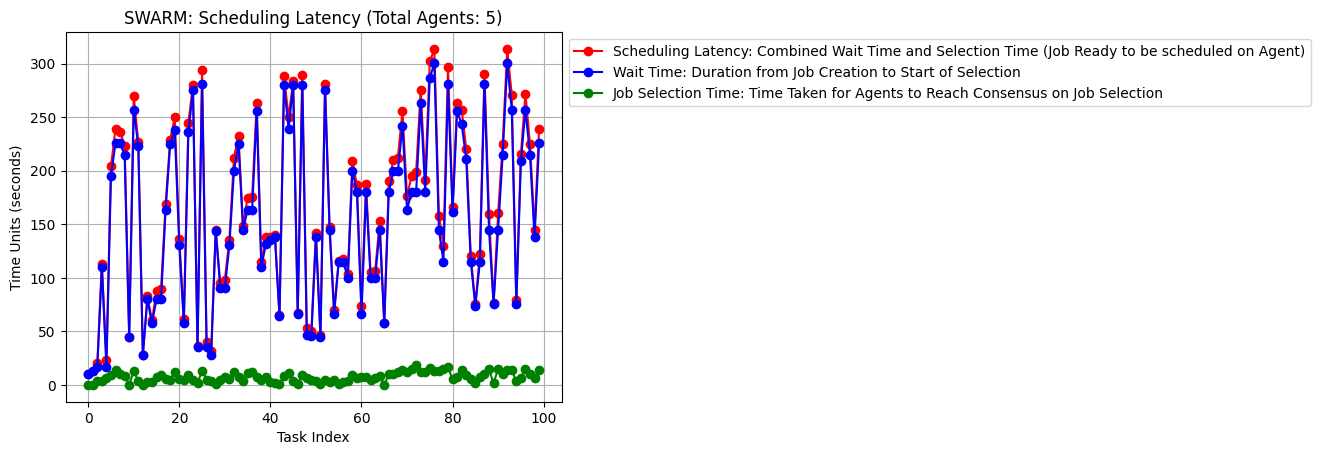 SWARM: Scheduling Latency (Total Agents: 5)
Scheduling Latency: Combined Wait Time and Selection Time (Job Ready to be scheduled on Agent)
Wait Time: Duration from Job Creation to Start of Selection
Job Selection Time: Time Taken for Agents to Reach Consensus on Job Selection
Time Units (seconds)
300
250
200
150
100
50
0
0 20 40 60 80 100
Task Index